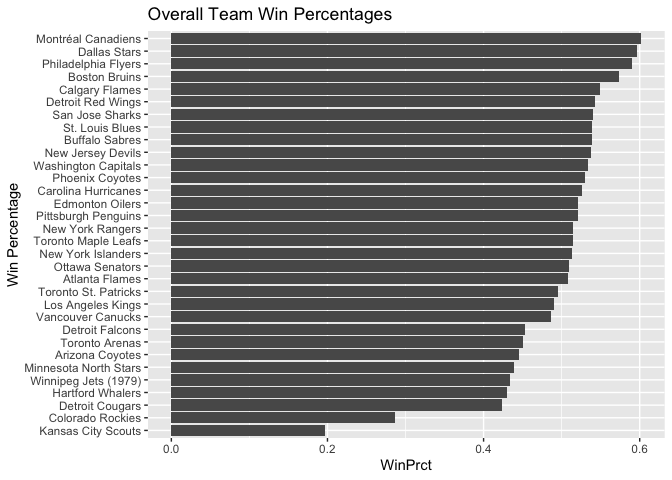 Overall Team Win Percentages
Win Percentage
Montréal Canadiens
Dallas Stars
Philadelphia Flyers
Boston Bruins
Calgary Flames
Detroit Red Wings
San Jose Sharks
St. Louis Blues
Buffalo Sabres
New Jersey Devils
Washington Capitals
Phoenix Coyotes
Carolina Hurricanes
Edmonton Oilers
Pittsburgh Penguins
New York Rangers
Toronto Maple Leafs
New York Islanders
Ottawa Senators
Atlanta Flames
Toronto St. Patricks
Los Angeles Kings
Vancouver Canucks
Detroit Falcons
Toronto Arenas
Arizona Coyotes
Minnesota North Stars
Winnipeg Jets (1979)
Hartford Whalers
Detroit Cougars
Colorado Rockies
Kansas City Scouts
0.0 0.2 0.4 0.6
WinPrct